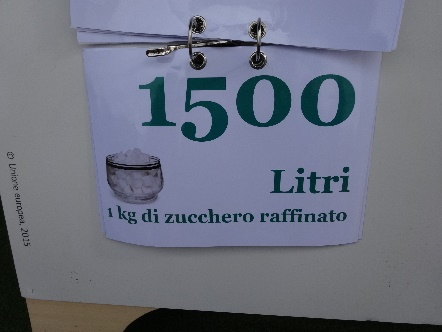 1500
Litri
1 kg di zucchero raffinato
© Unione europea, 2015